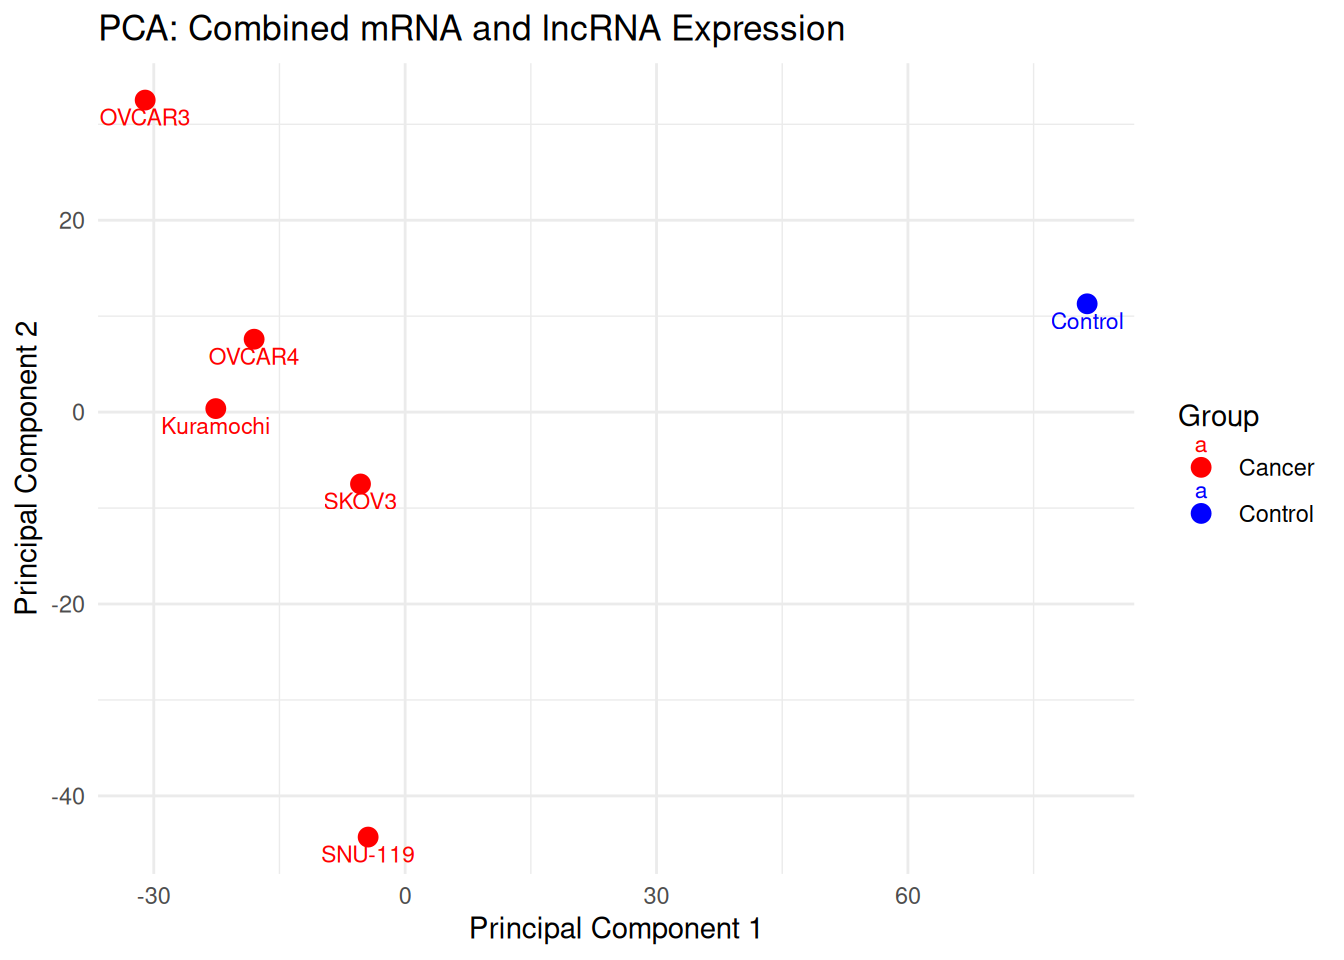 PCA: Combined mRNA and lncRNA Expression
OVCAR3
20
Control
OVCAR4
0
Kuramochi
SKOV3
-20
-40
SNU-119
-30
0
30
60
Principal Component 1
Principal Component 2
Group
a
Cancer
a
Control